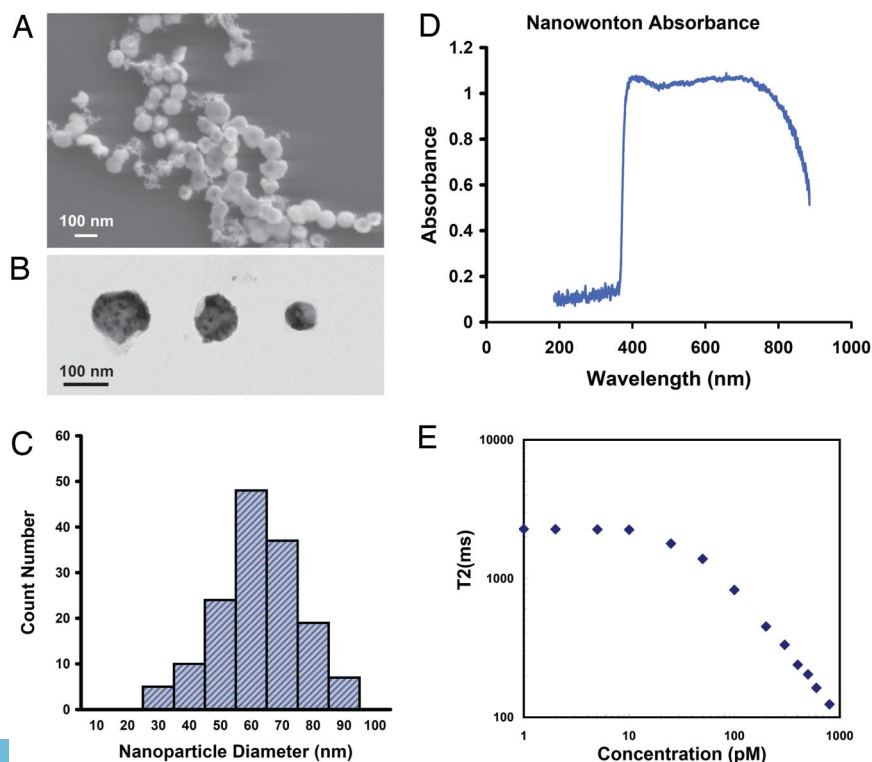 A
100 nm
B
100 nm
C
60
50
40
30
20
10
0
Count Number
10 20 30 40 50 60 70 80 90 100
Nanoparticle Diameter (nm)
D
Nanowonton Absorbance
1.2
1
0.8
0.6
0.4
0.2
0
Absorbance
0 200 400 600 800 1000
Wavelength (nm)
E
10000
1000
100
T2(ms)
1 10 100 1000
Concentration (pM)